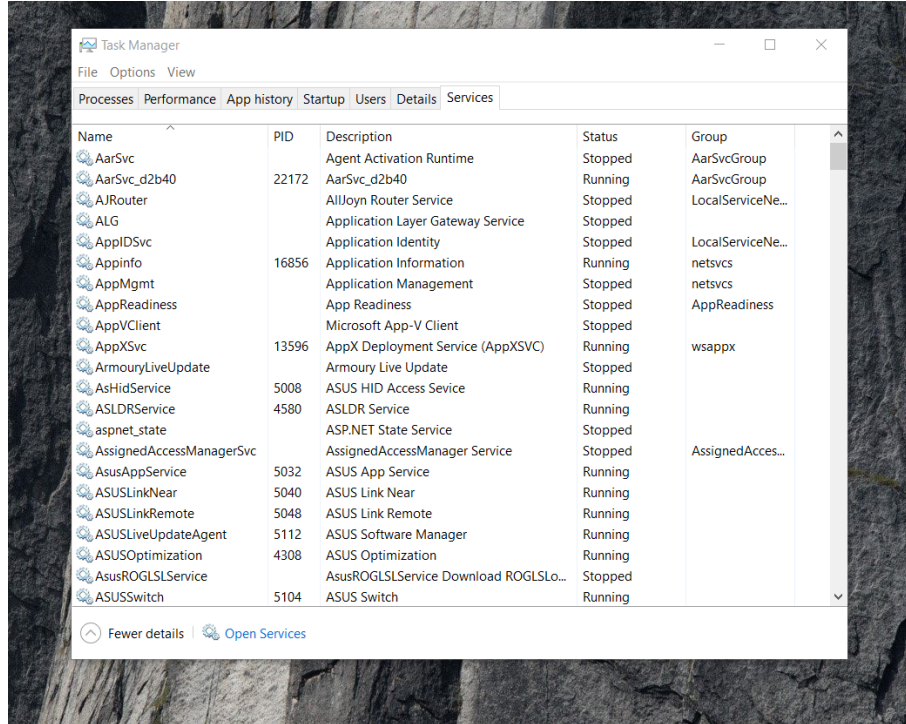 Task Manager
File Options View
Processes Performance App history Startup Users Details Services
Name PID Description Status Group
AarSvc Agent Activation Runtime Stopped AarSvcGroup
AarSvc_d2b40 22172 AarSvc_d2b40 Running AarSvcGroup
AJRouter AllJoyn Router Service Stopped LocalServiceNe...
ALG Application Layer Gateway Service Stopped
AppIDSvc Application Identity Stopped LocalServiceNe...
Appinfo 16856 Application Information Running netsvcs
AppMgmt Application Management Stopped netsvcs
AppReadiness App Readiness Stopped AppReadiness
AppVClient Microsoft App-V Client Stopped
AppXSvc 13596 AppX Deployment Service (AppXSVC) Running wsappx
ArmouryLiveUpdate Armoury Live Update Stopped
AsHidService 5008 ASUS HID Access Sevice Running
ASLDRService 4580 ASLDR Service Running
aspnet_state ASP.NET State Service Stopped
AssignedAccessManagerSvc AssignedAccessManager Service Stopped AssignedAcces...
AsusAppService 5032 ASUS App Service Running
ASUSLinkNear 5040 ASUS Link Near Running
ASUSLinkRemote 5048 ASUS Link Remote Running
ASUSLiveUpdateAgent 5112 ASUS Software Manager Running
ASUSOptimization 4308 ASUS Optimization Running
AsusROGLSLService AsusROGLSLService Download ROGLSLo... Stopped
ASUSSwitch 5104 ASUS Switch Running
Fewer details Open Services